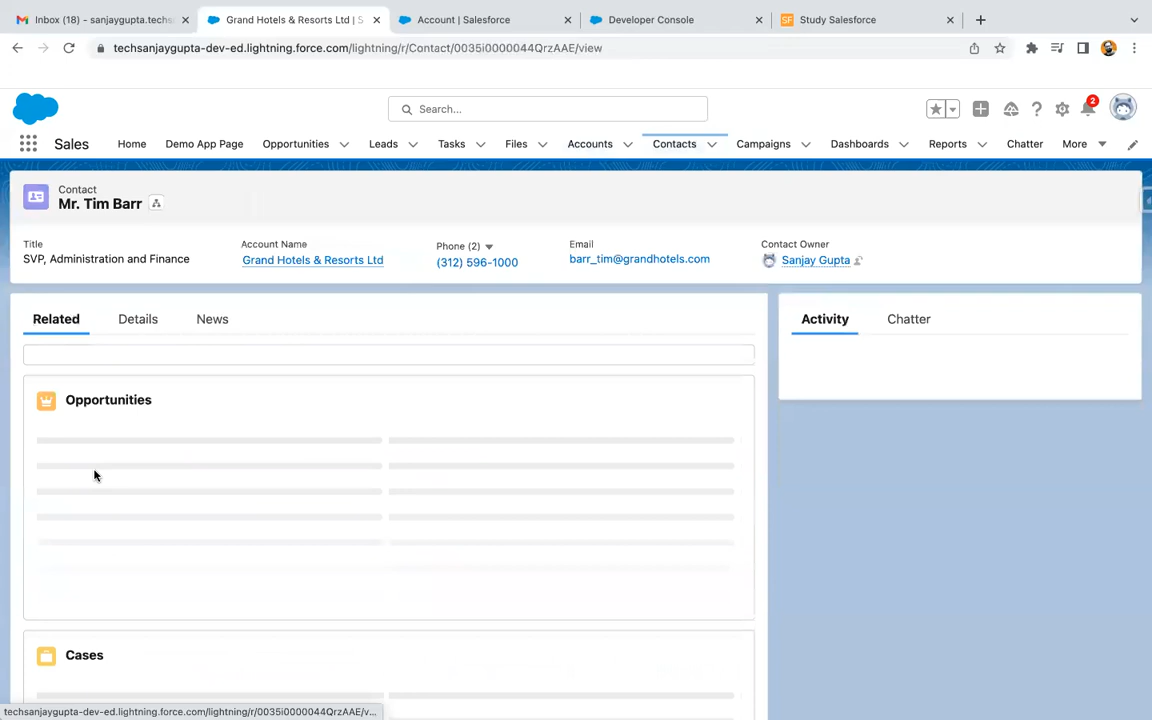 Inbox (18) - sanjaygupta.techs
Grand Hotels & Resorts Ltd | S
Account | Salesforce
Developer Console
SF Study Salesforce
techsanjaygupta-dev-ed.lightning.force.com/lightning/r/Contact/0035i0000044QrzAAE/view
Search...
2
Sales
Home
Demo App Page
Opportunities
Leads
Tasks
Files
Accounts
Contacts
Campaigns
Dashboards
Reports
Chatter
More
Contact
Mr. Tim Barr
Title
Account Name
Phone (2)
Email
Contact Owner
SVP, Administration and Finance
Grand Hotels & Resorts Ltd
(312) 596-1000
barr_tim@grandhotels.com
Sanjay Gupta
Related
Details
News
Activity
Chatter
Opportunities
Cases
techsanjaygupta-dev-ed.lightning.force.com/lightning/r/0035i0000044QrzAAE/v...